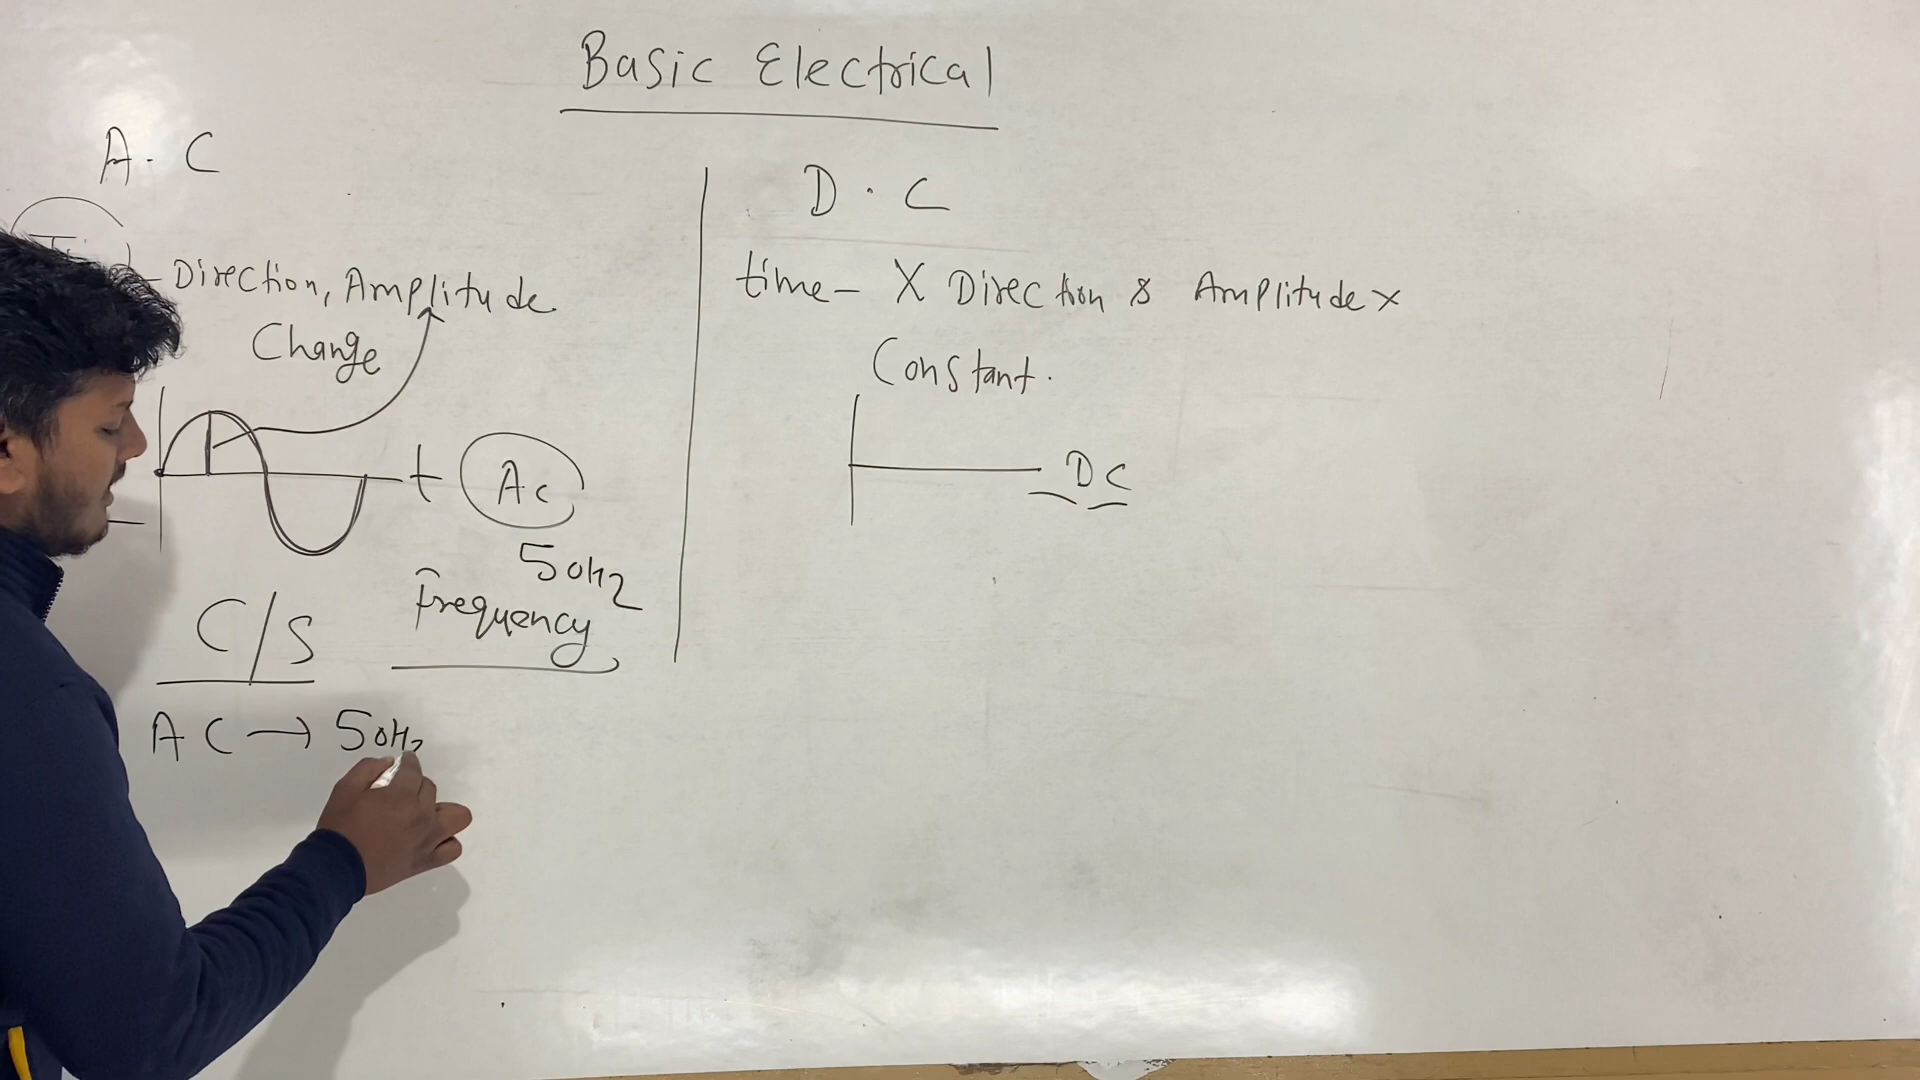 Basic Electrical
A.C
- Direction, Amplitude
Change
t
Ac
50Hz
Frequency
C/S
AC → 50Hz
D.C
time - X Direction & Amplitude x
Constant.
DC